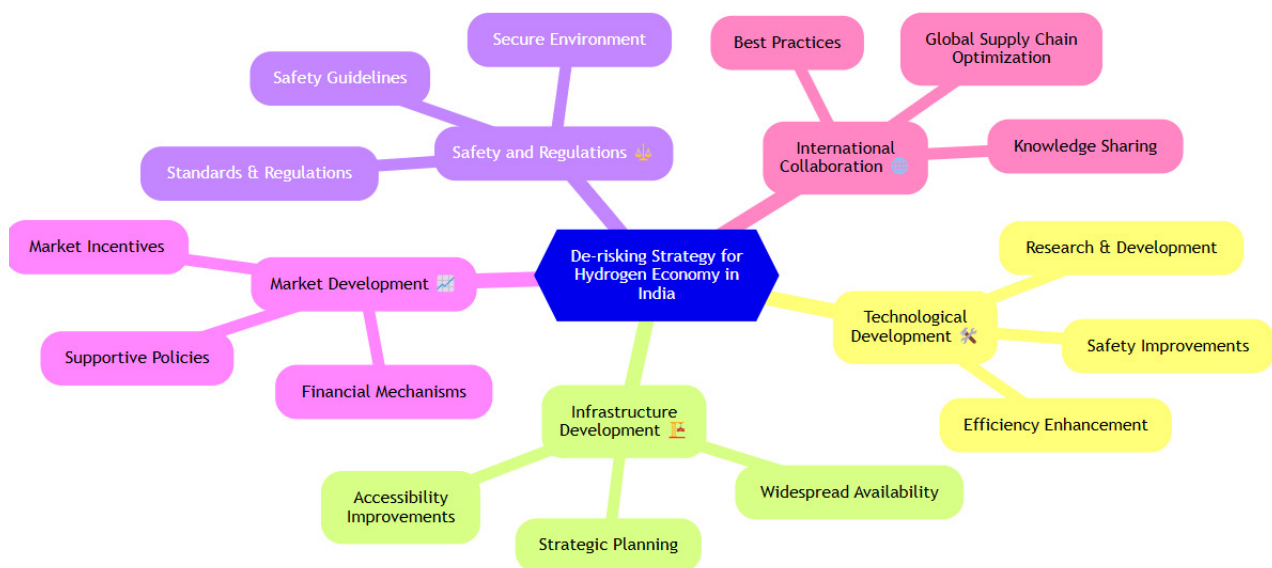 De-risking Strategy for
Hydrogen Economy in
India
Safety and Regulations ⚖️
Secure Environment
Safety Guidelines
Standards & Regulations
International
Collaboration 🌐
Best Practices
Global Supply Chain
Optimization
Knowledge Sharing
Market Development 📈
Market Incentives
Supportive Policies
Financial Mechanisms
Technological
Development 🛠️
Research & Development
Safety Improvements
Efficiency Enhancement
Infrastructure
Development 🏗️
Accessibility
Improvements
Strategic Planning
Widespread Availability